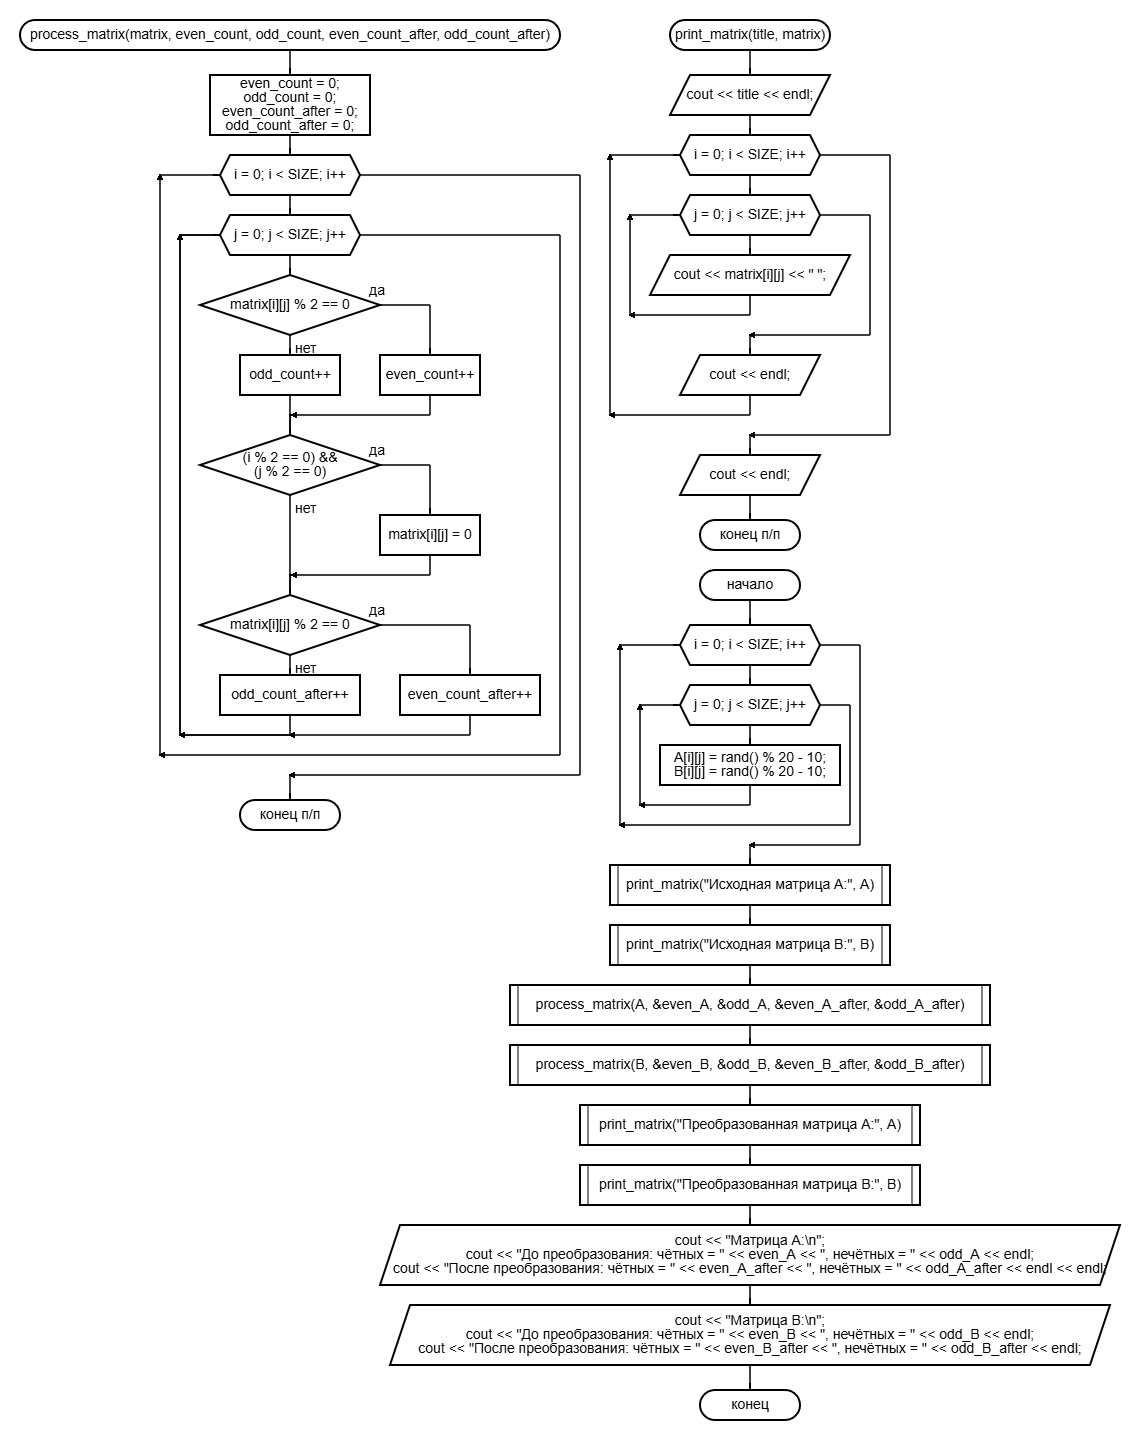 process_matrix(matrix, even_count, odd_count, even_count_after, odd_count_after)
even_count = 0;
odd_count = 0;
even_count_after = 0;
odd_count_after = 0;
i = 0; i < SIZE; i++
j = 0; j < SIZE; j++
matrix[i][j] % 2 == 0
да
нет
odd_count++
even_count++
(i % 2 == 0) &&
(j % 2 == 0)
да
нет
matrix[i][j] = 0
matrix[i][j] % 2 == 0
да
нет
odd_count_after++
even_count_after++
конец п/п
print_matrix(title, matrix)
cout << title << endl;
i = 0; i < SIZE; i++
j = 0; j < SIZE; j++
cout << matrix[i][j] << " ";
cout << endl;
cout << endl;
конец п/п
начало
i = 0; i < SIZE; i++
j = 0; j < SIZE; j++
A[i][j] = rand() % 20 - 10;
B[i][j] = rand() % 20 - 10;
print_matrix("Исходная матрица A:", A)
print_matrix("Исходная матрица B:", B)
process_matrix(A, &even_A, &odd_A, &even_A_after, &odd_A_after)
process_matrix(B, &even_B, &odd_B, &even_B_after, &odd_B_after)
print_matrix("Преобразованная матрица A:", A)
print_matrix("Преобразованная матрица B:", B)
cout << "Матрица A:\n";
cout << "До преобразования: чётных = " << even_A << ", нечётных = " << odd_A << endl;
cout << "После преобразования: чётных = " << even_A_after << ", нечётных = " << odd_A_after << endl << endl;
cout << "Матрица B:\n";
cout << "До преобразования: чётных = " << even_B << ", нечётных = " << odd_B << endl;
cout << "После преобразования: чётных = " << even_B_after << ", нечётных = " << odd_B_after << endl;
конец